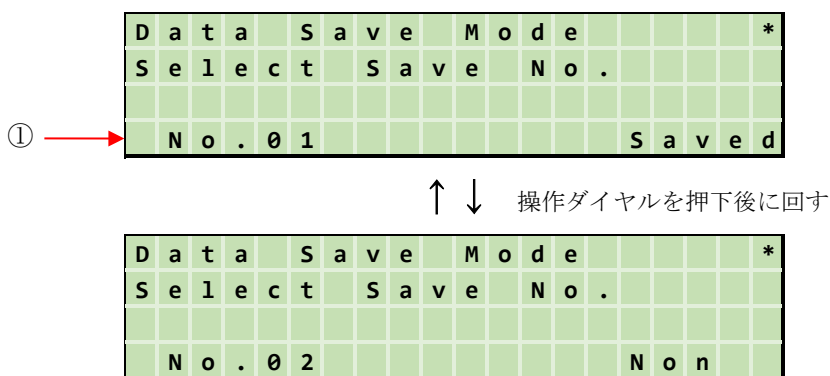 Data Save Mode *
Select Save No.
① No.01 Saved
↑ ↓ 操作ダイヤルを押下後に回す
Data Save Mode *
Select Save No.
No.02 Non